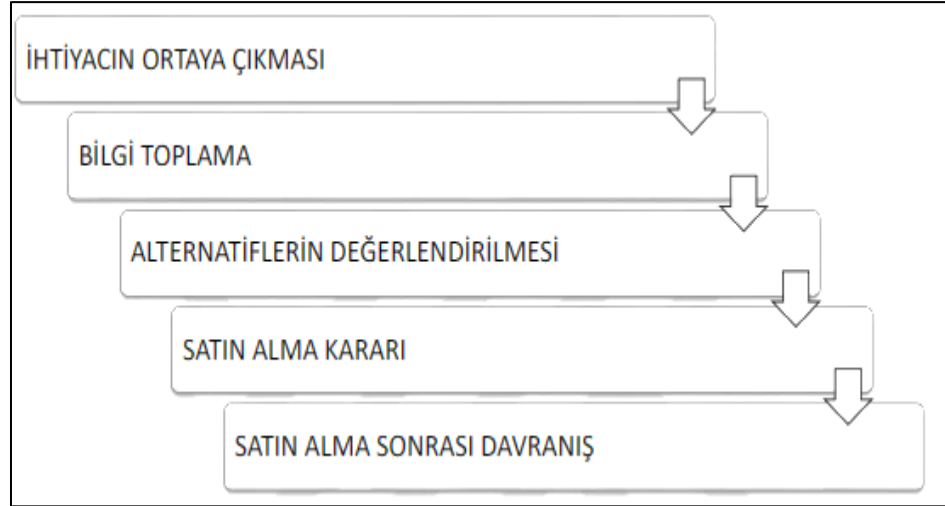 İHTİYACIN ORTAYA ÇIKMASI
BİLGİ TOPLAMA
ALTERNATİFLERİN DEĞERLENDİRİLMESİ
SATIN ALMA KARARI
SATIN ALMA SONRASI DAVRANIŞ